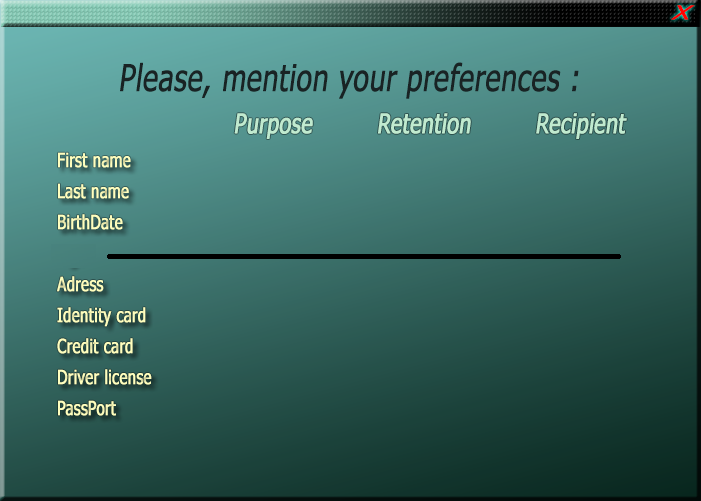 Please, mention your preferences :
Purpose Retention Recipient
First name
Last name
BirthDate
Adress
Identity card
Credit card
Driver license
PassPort